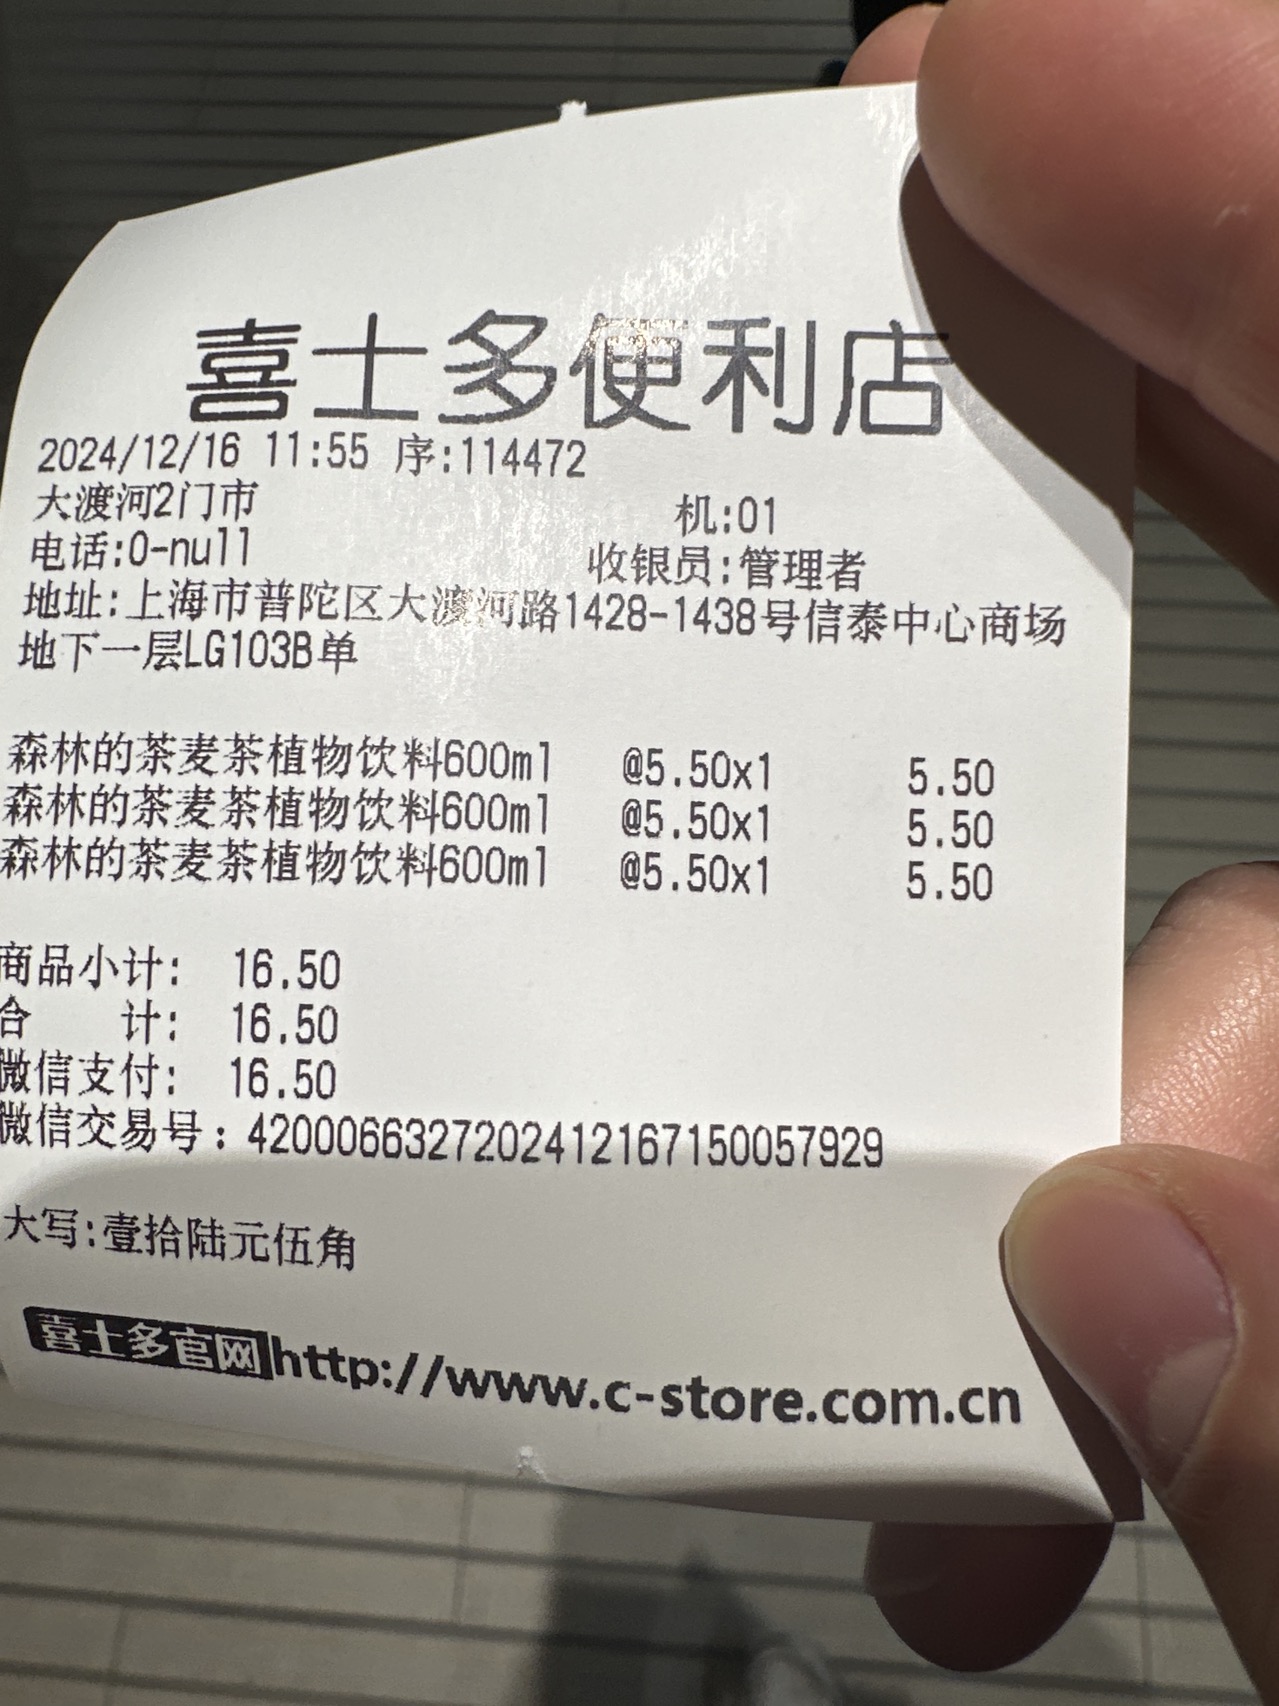 喜士多便利店
2024/12/16 11:55 序:114472
大渡河2门市 机:01
电话:0-null 收银员:管理者
地址:上海市普陀区大渡河路1428-1438号信泰中心商场
地下一层LG103B单
森林的茶麦茶植物饮料600ml @5.50x1 5.50
森林的茶麦茶植物饮料600ml @5.50x1 5.50
森林的茶麦茶植物饮料600ml @5.50x1 5.50
商品小计: 16.50
合 计: 16.50
微信支付: 16.50
微信交易号: 4200066327202412167150057929
大写:壹拾陆元伍角
喜士多官网http://www.c-store.com.cn